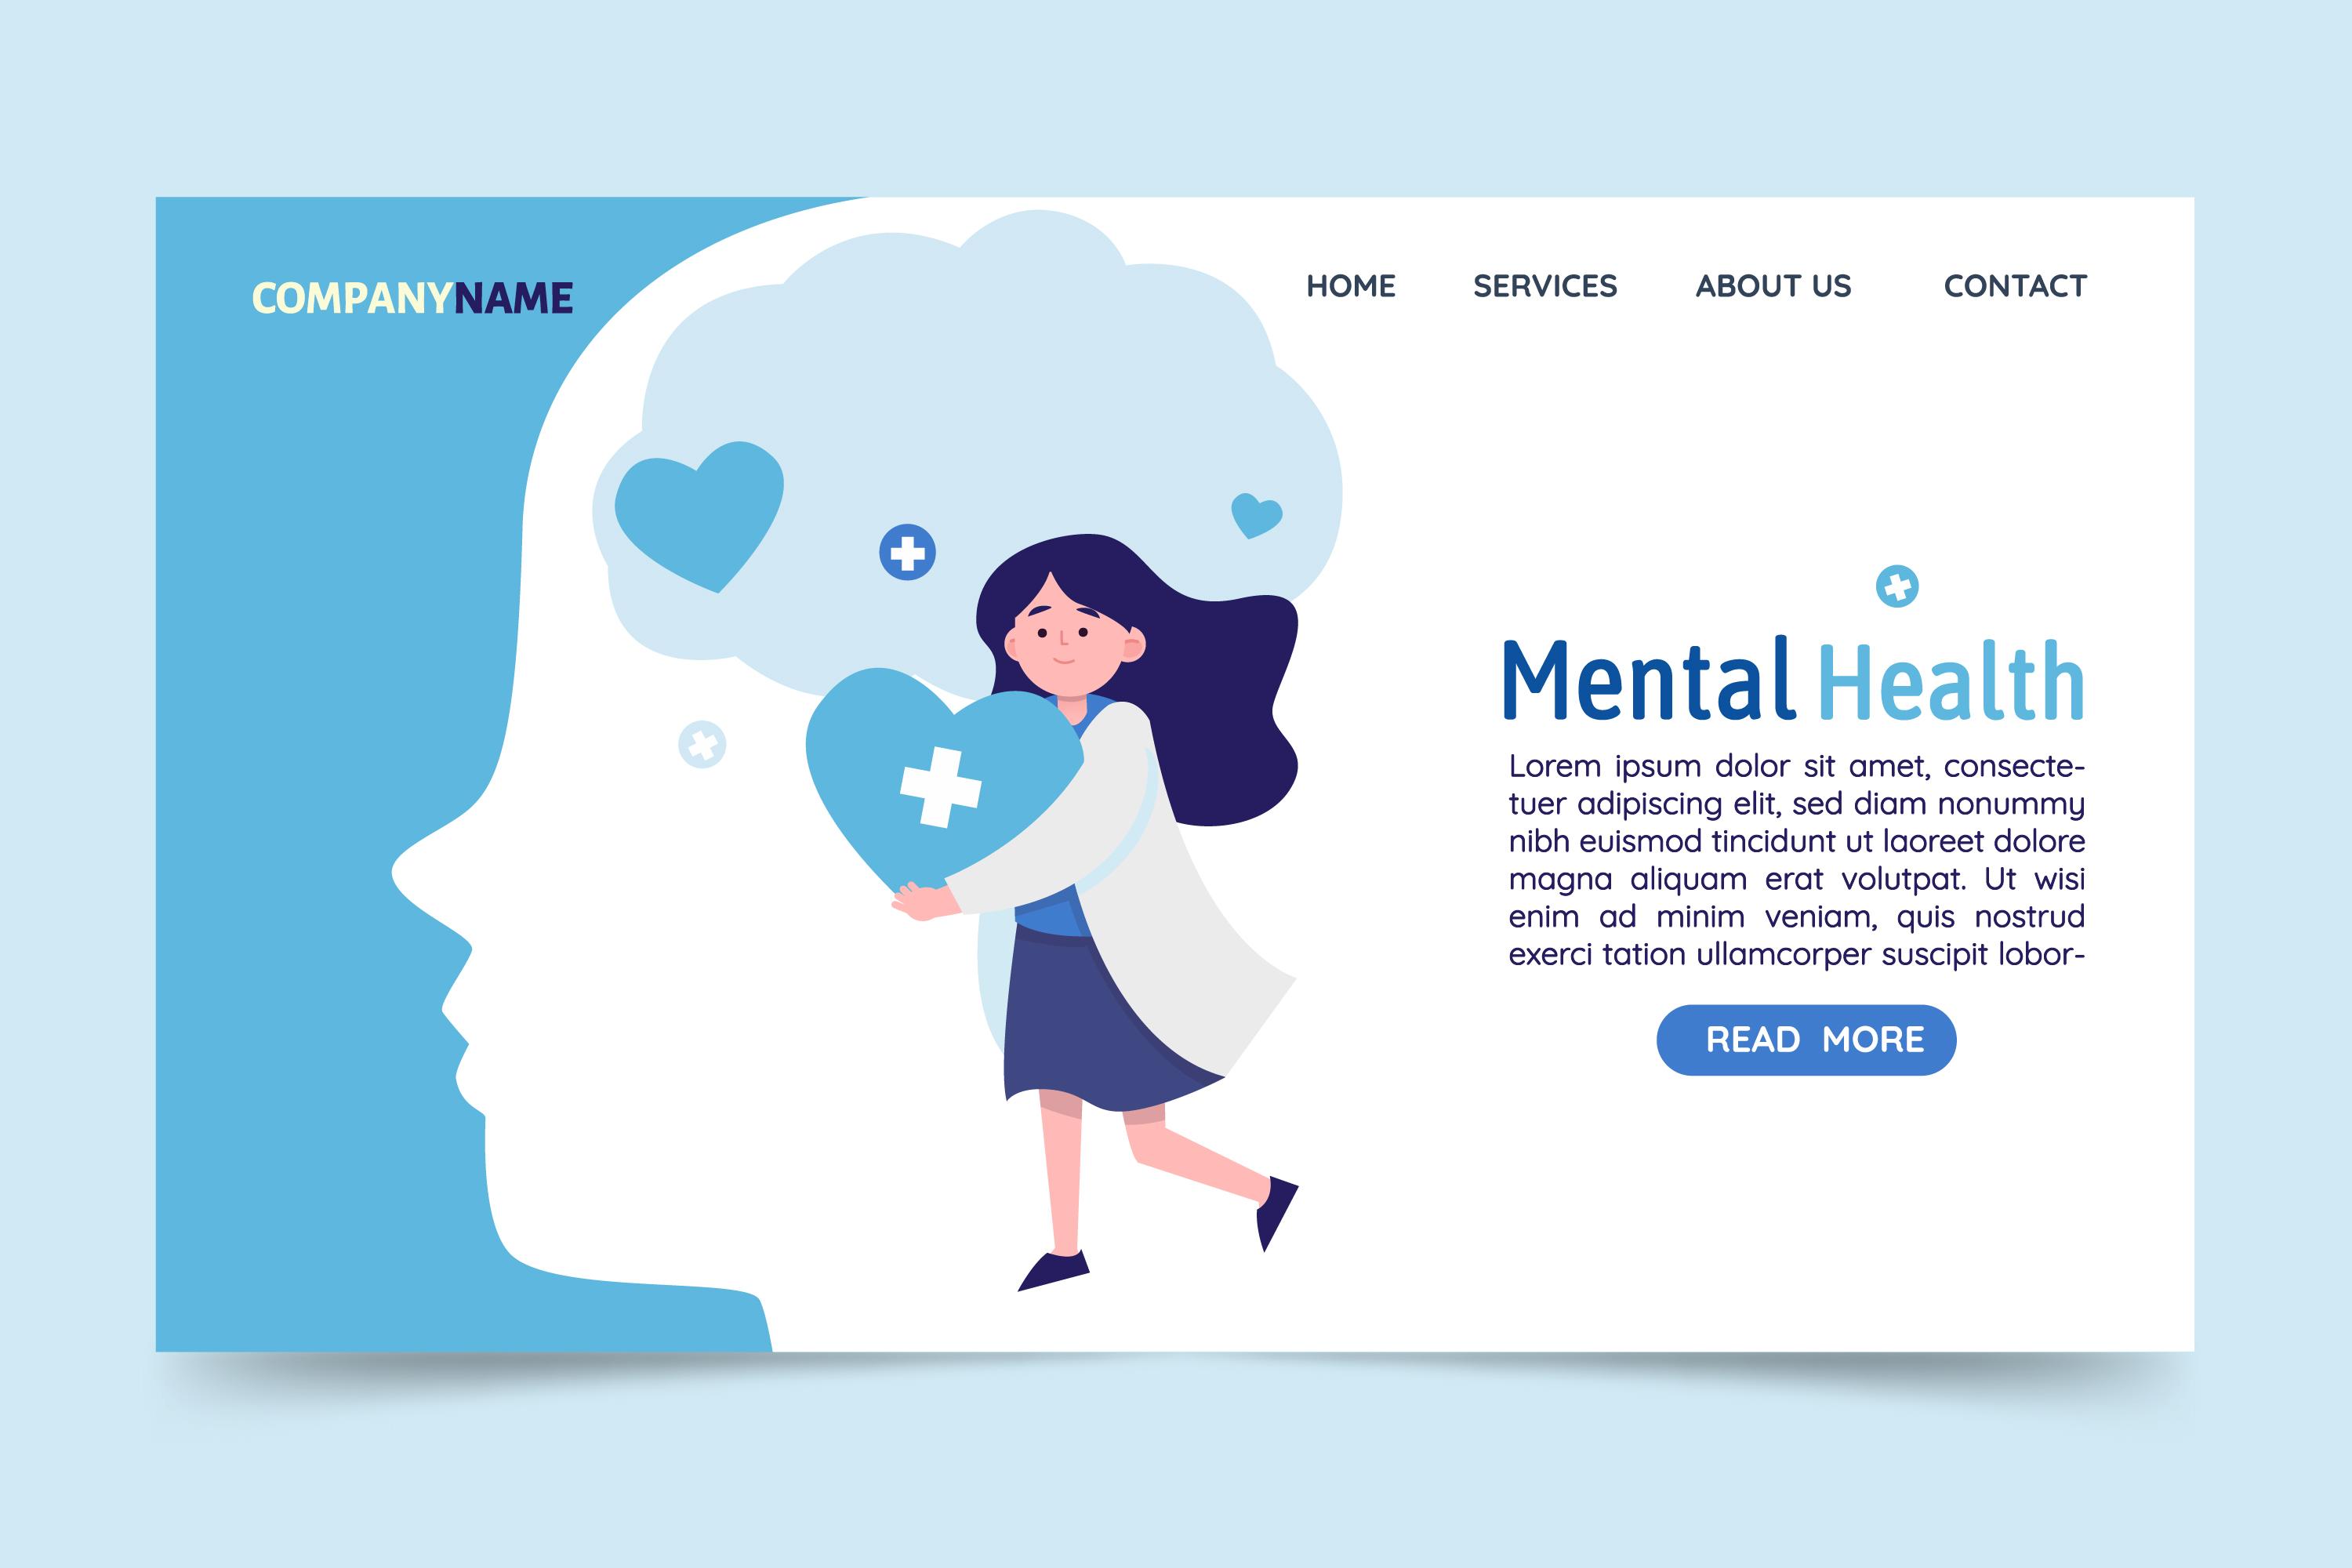 COMPANYNAME
HOME SERVICES ABOUT US CONTACT
Mental Health
Lorem ipsum dolor sit amet, consecte-
tuer adipiscing elit, sed diam nonummy
nibh euismod tincidunt ut laoreet dolore
magna aliquam erat volutpat. Ut wisi
enim ad minim veniam, quis nostrud
exerci tation ullamcorper suscipit lobor-
READ MORE